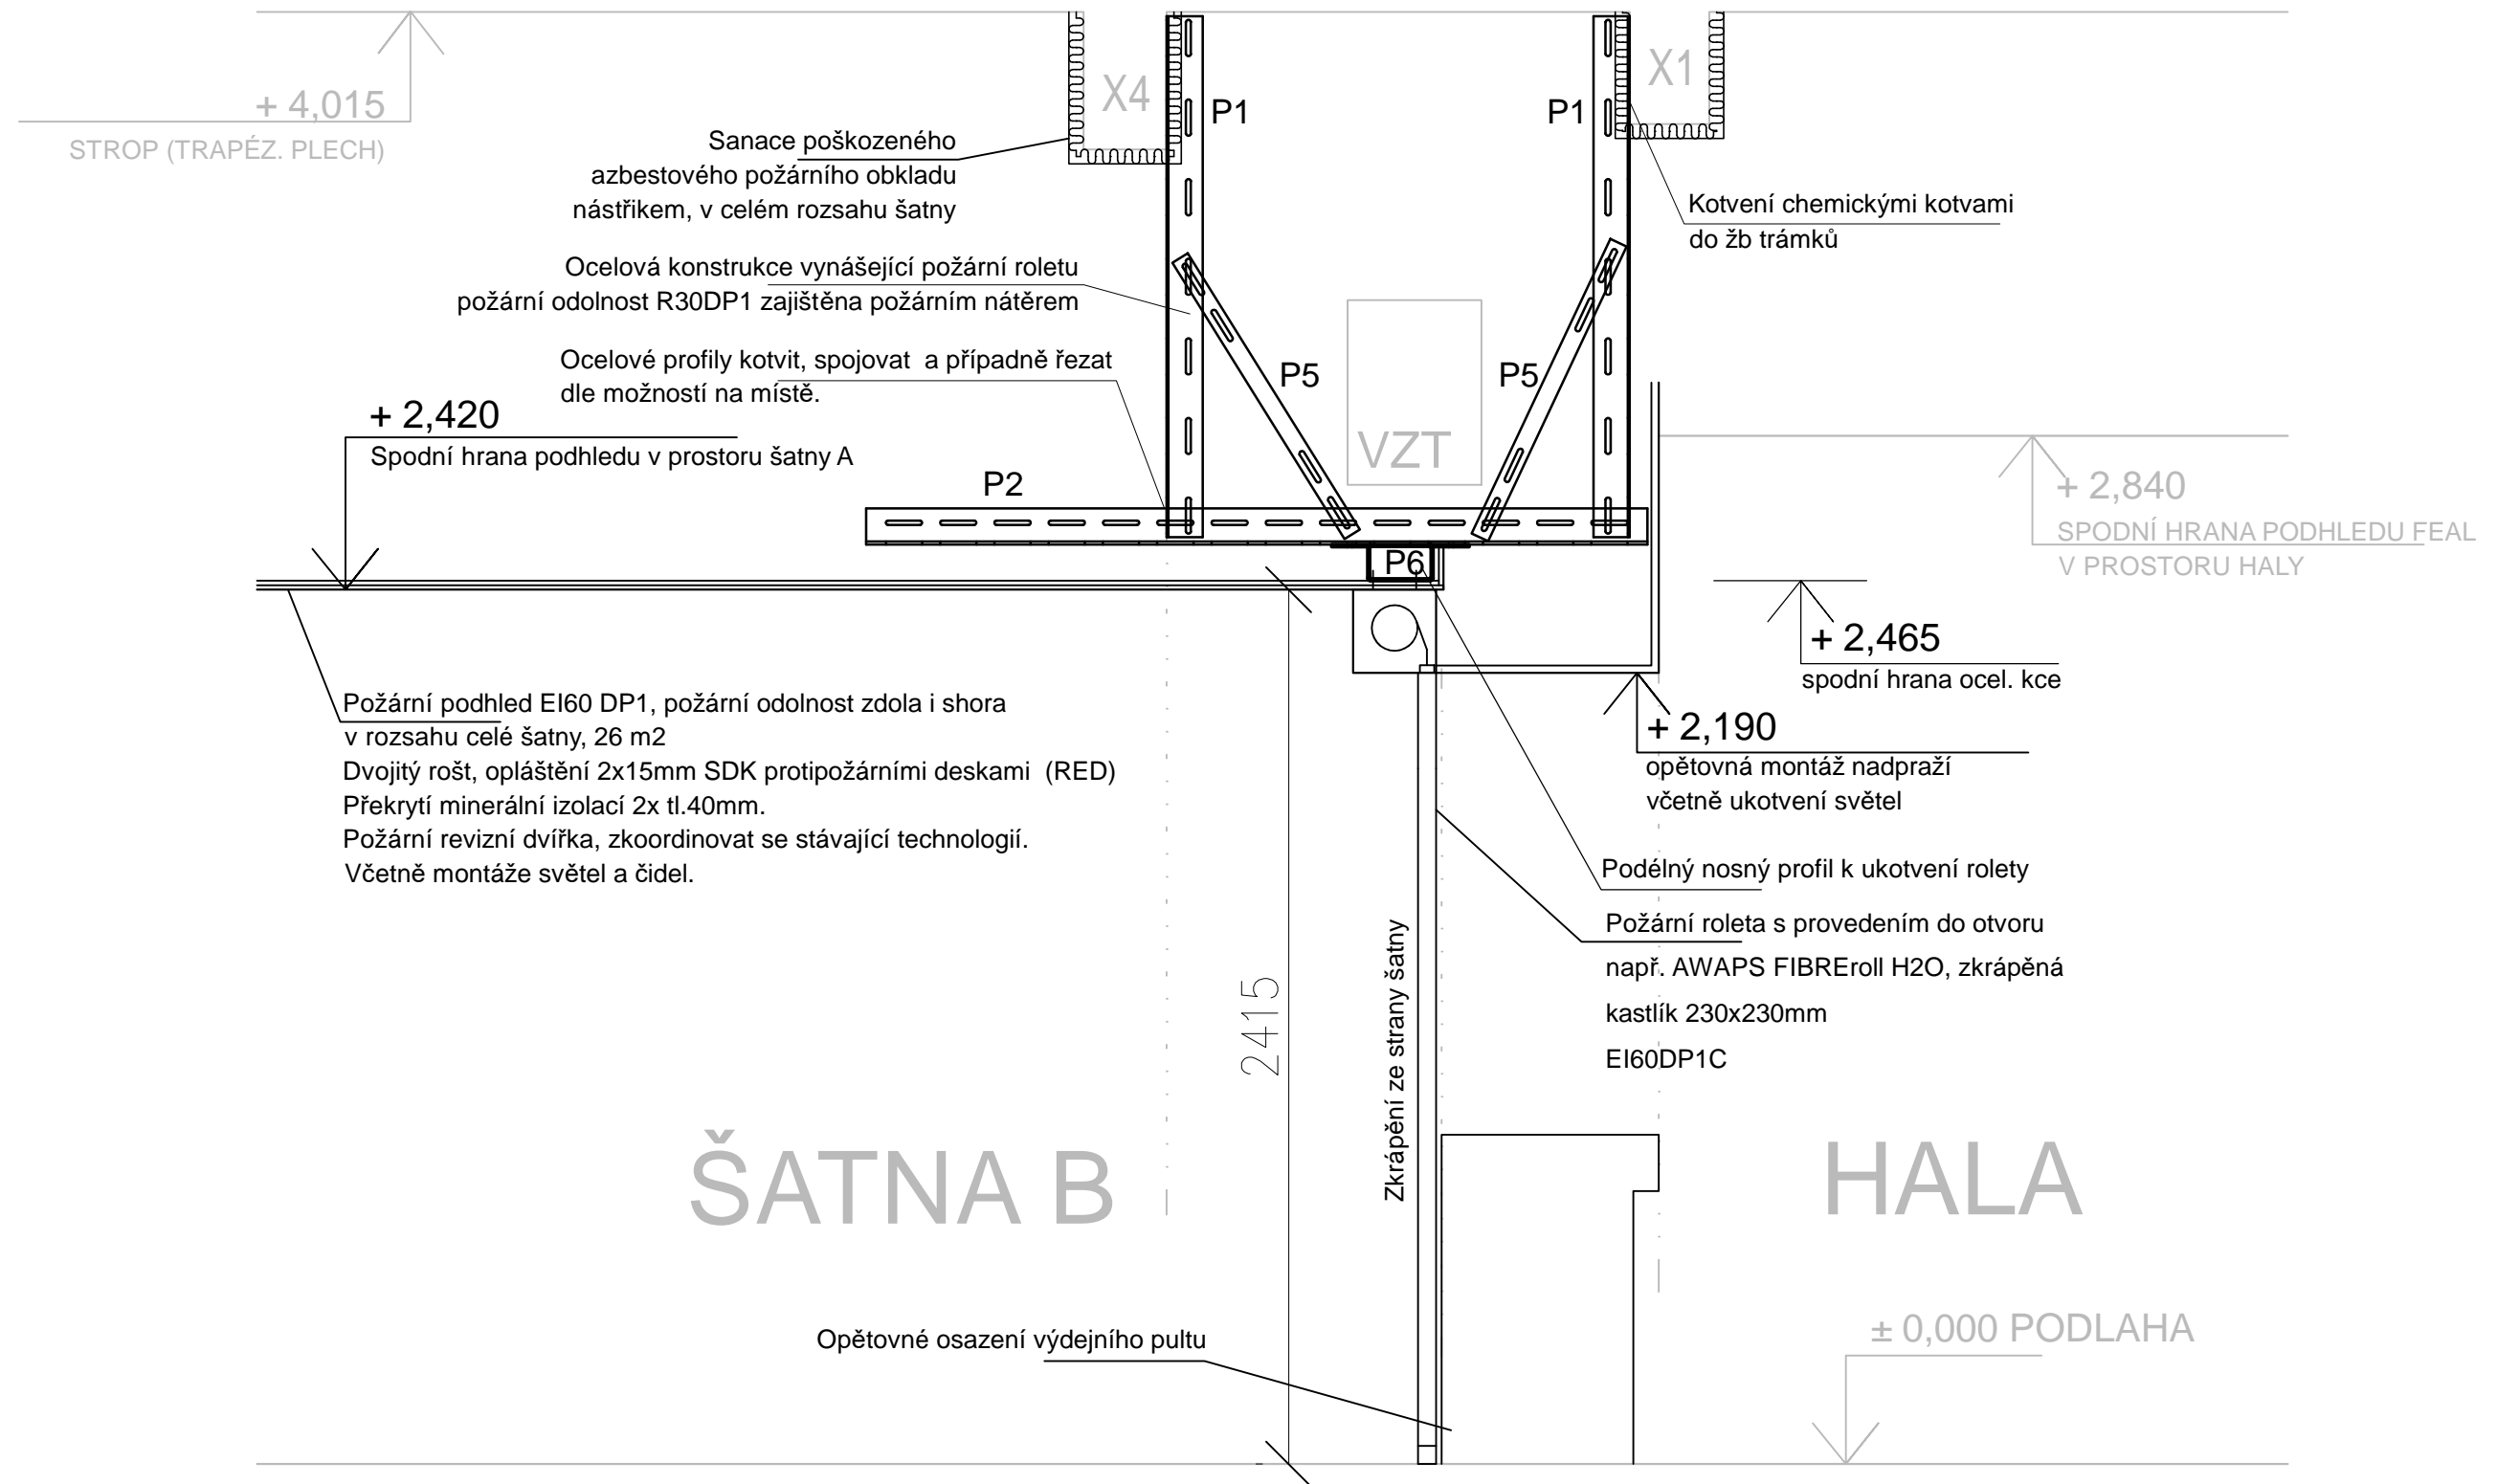 + 4,015
STROP (TRAPÉZ. PLECH)
X4
X1
P1
P1
Sanace poškozeného
azbestového požárního obkladu
nástřikem, v celém rozsahu šatny
Kotvení chemickými kotvami
do žb trámků
Ocelová konstrukce vynášející požární roletu
požární odolnost R30DP1 zajištěna požárním nátěrem
Ocelové profily kotvit, spojovat a případně řezat
dle možností na místě.
P5
P5
VZT
+ 2,420
Spodní hrana podhledu v prostoru šatny A
P2
P6
+ 2,840
SPODNÍ HRANA PODHLEDU FEAL
V PROSTORU HALY
+ 2,465
spodní hrana ocel. kce
+ 2,190
opětovná montáž nadpraží
včetně ukotvení světel
Požární podhled EI60 DP1, požární odolnost zdola i shora
v rozsahu celé šatny, 26 m2
Dvojitý rošt, opláštění 2x15mm SDK protipožárními deskami (RED)
Překrytí minerální izolací 2x tl.40mm.
Požární revizní dvířka, zkoordinovat se stávající technologií.
Včetně montáže světel a čidel.
Podélný nosný profil k ukotvení rolety
Požární roleta s provedením do otvoru
např. AWAPS FIBREroll H2O, zkrápěná
kastlík 230x230mm
EI60DP1C
2415
Zkrápění ze strany šatny
ŠATNA B
HALA
Opětovné osazení výdejního pultu
± 0,000 PODLAHA